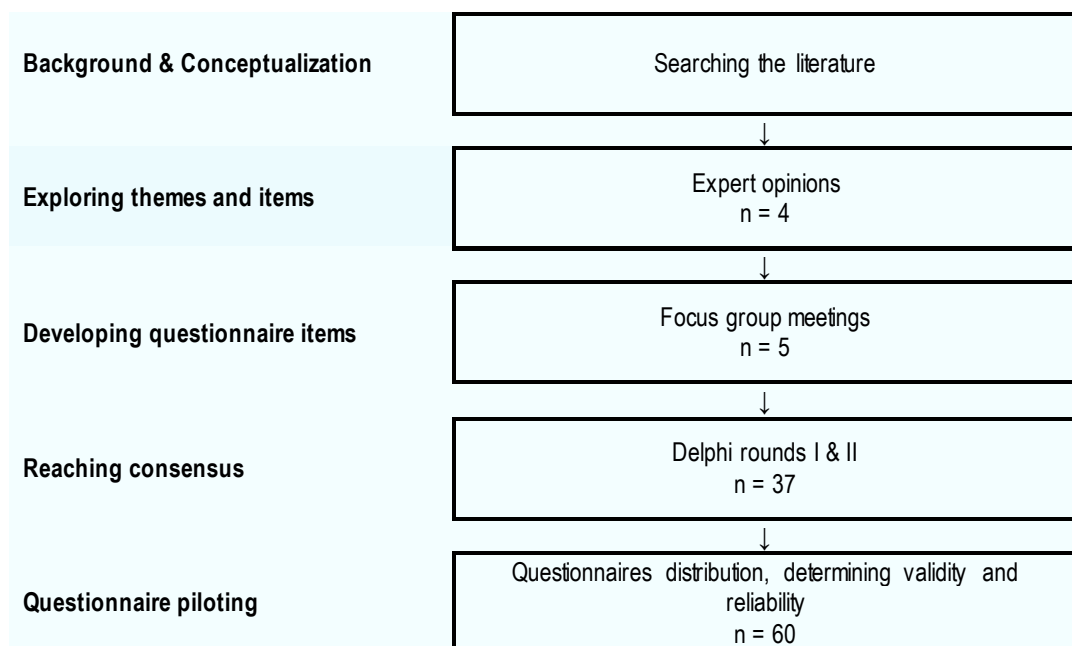 Background & Conceptualization
Searching the literature
↓
Exploring themes and items
Expert opinions
n = 4
↓
Developing questionnaire items
Focus group meetings
n = 5
↓
Reaching consensus
Delphi rounds I & II
n = 37
↓
Questionnaire piloting
Questionnaires distribution, determining validity and
reliability
n = 60